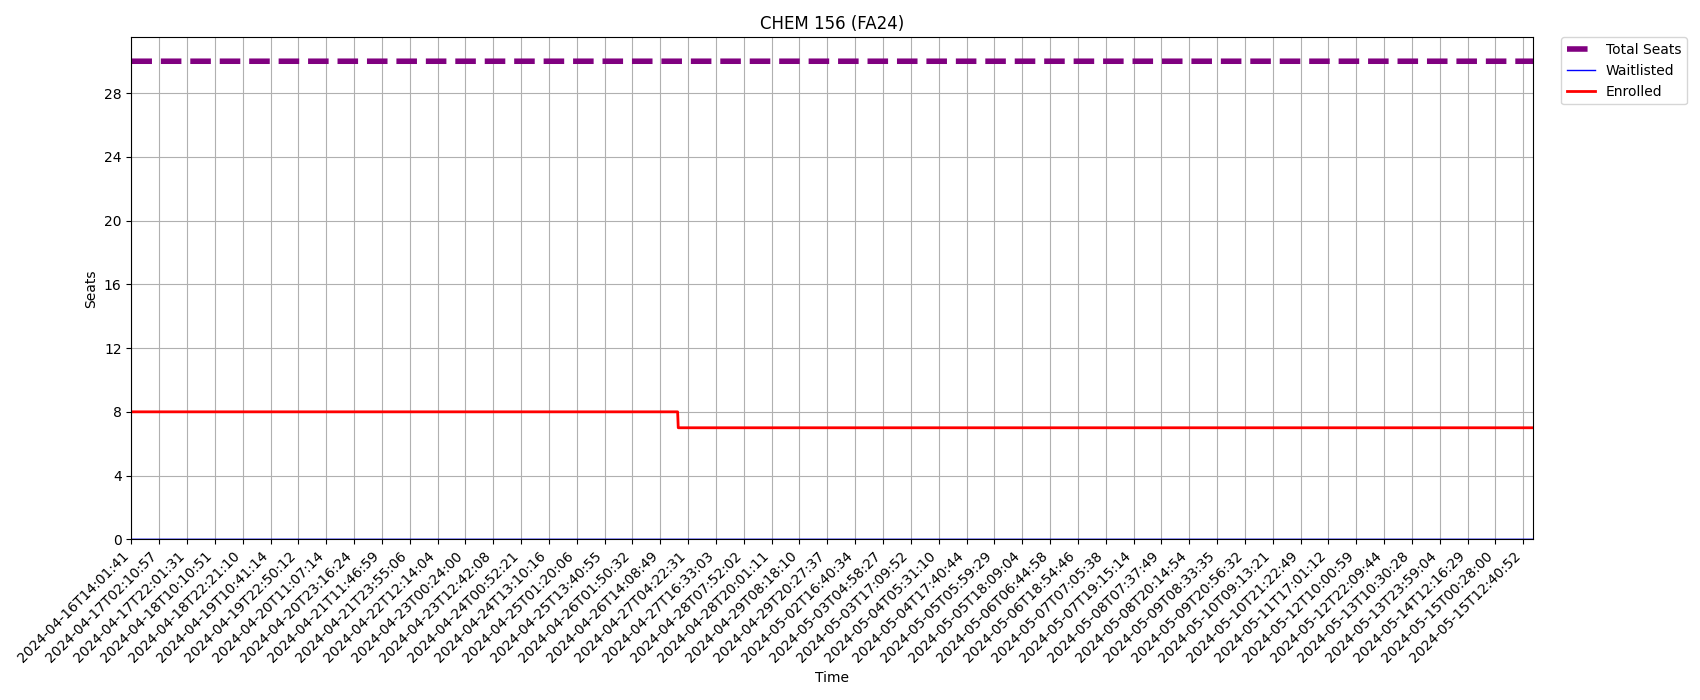 CHEM 156 (FA24)
Total Seats
Waitlisted
Enrolled
Seats
28
24
20
16
12
8
4
0
2024-04-16T14:01:41
2024-04-17T02:10:57
2024-04-17T22:01:31
2024-04-18T10:10:51
2024-04-18T22:21:10
2024-04-19T10:41:14
2024-04-19T22:50:12
2024-04-20T11:07:14
2024-04-20T23:16:24
2024-04-21T11:46:59
2024-04-21T23:55:06
2024-04-22T12:14:04
2024-04-23T00:24:00
2024-04-23T12:42:08
2024-04-24T00:52:21
2024-04-24T13:10:16
2024-04-25T01:20:06
2024-04-25T13:40:55
2024-04-26T01:50:32
2024-04-26T14:08:49
2024-04-27T04:22:31
2024-04-27T16:33:03
2024-04-28T07:52:02
2024-04-28T20:01:11
2024-04-29T08:18:10
2024-04-29T20:27:37
2024-05-02T16:40:34
2024-05-03T04:58:27
2024-05-03T17:09:52
2024-05-04T05:31:10
2024-05-04T17:40:44
2024-05-05T05:59:29
2024-05-05T18:09:04
2024-05-06T06:44:58
2024-05-06T18:54:46
2024-05-07T07:05:38
2024-05-07T19:15:14
2024-05-08T07:37:49
2024-05-08T20:14:54
2024-05-09T08:33:35
2024-05-09T20:56:32
2024-05-10T09:13:21
2024-05-10T21:22:49
2024-05-11T17:01:12
2024-05-12T10:00:59
2024-05-12T22:09:44
2024-05-13T10:30:28
2024-05-13T23:59:04
2024-05-14T12:16:29
2024-05-15T00:28:00
2024-05-15T12:40:52
Time